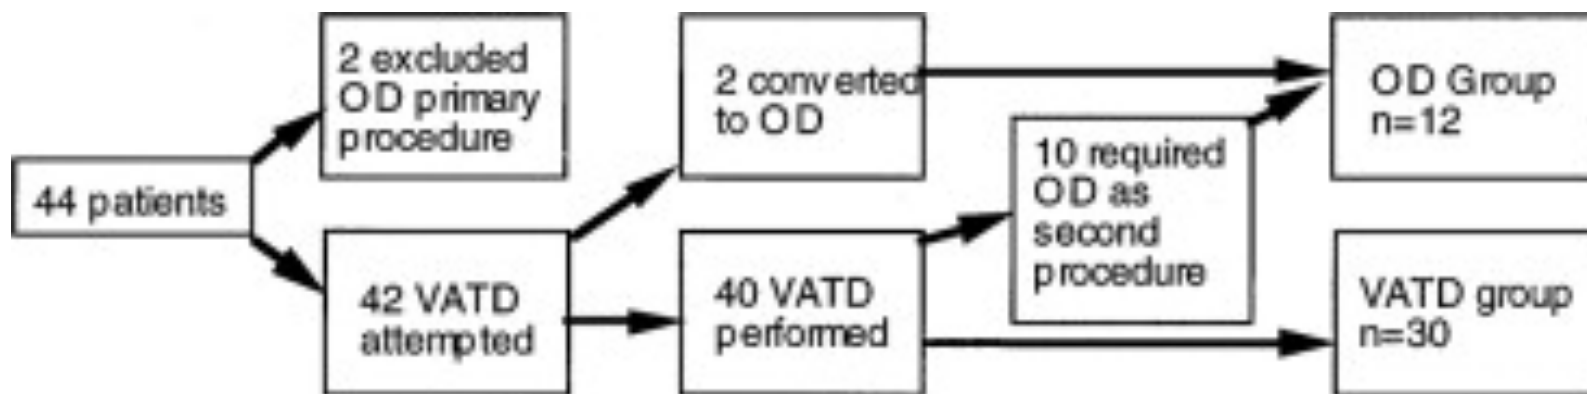 44 patients
2 excluded
OD primary
procedure
42 VATD
attempted
2 converted
to OD
40 VATD
performed
10 required
OD as
second
procedure
OD Group
n=12
VATD group
n=30